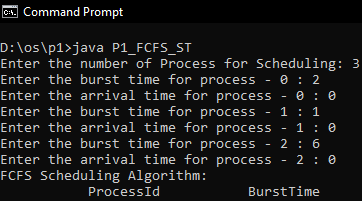 Command Prompt
D:\os\p1>java P1_FCFS_ST
Enter the number of Process for Scheduling: 3
Enter the burst time for process - 0 : 2
Enter the arrival time for process - 0 : 0
Enter the burst time for process - 1 : 1
Enter the arrival time for process - 1 : 0
Enter the burst time for process - 2 : 6
Enter the arrival time for process - 2 : 0
FCFS Scheduling Algorithm:
ProcessId BurstTime